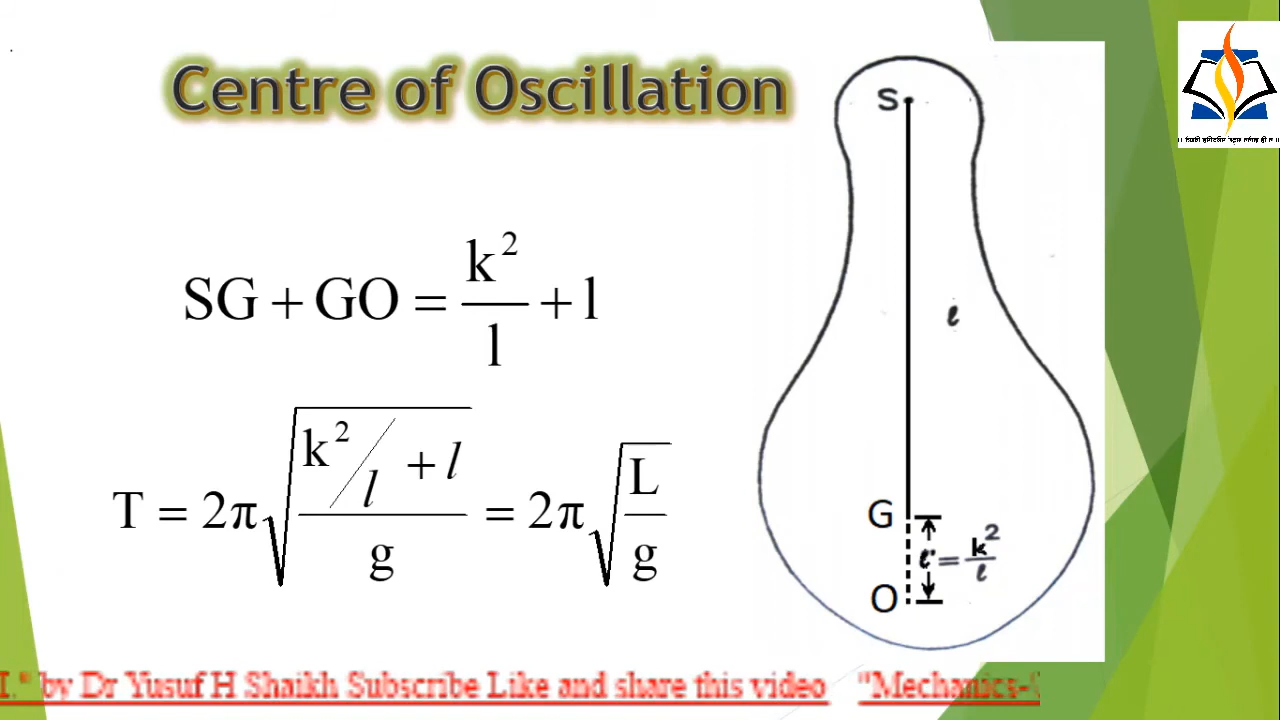 Centre of Oscillation
SG + GO = k²/l + l
T = 2π√((k²/l + l)/g) = 2π√(L/g)
S
l
G
l' = k²/l
O
I." by Dr Yusuf H Shaikh Subscribe Like and share this video "Mechanics-